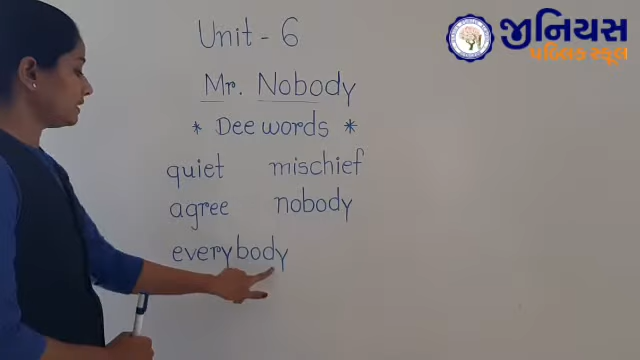 Unit - 6
જીનિયસ
પબ્લિક સ્કૂલ
Mr. Nobody
* Dee words *
quiet mischief
agree nobody
everybody